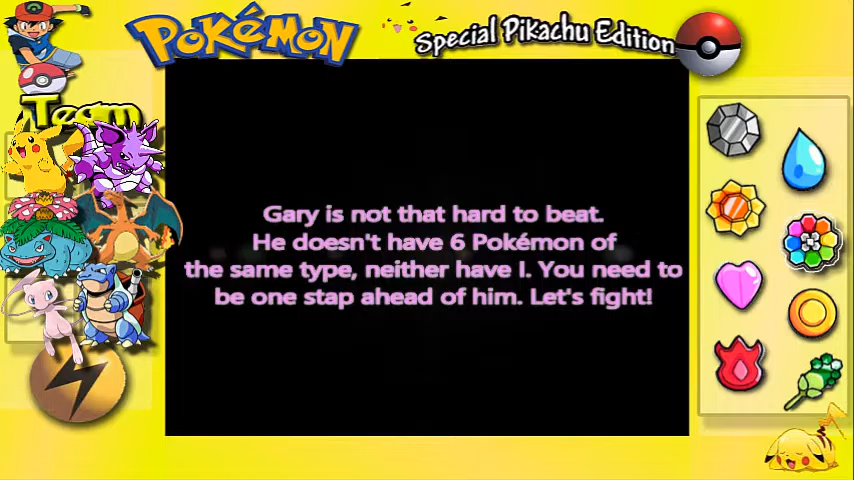 POKéMON
Special Pikachu Edition
Team
Gary is not that hard to beat.
He doesn't have 6 Pokémon of
the same type, neither have I. You need to
be one stap ahead of him. Let's fight!